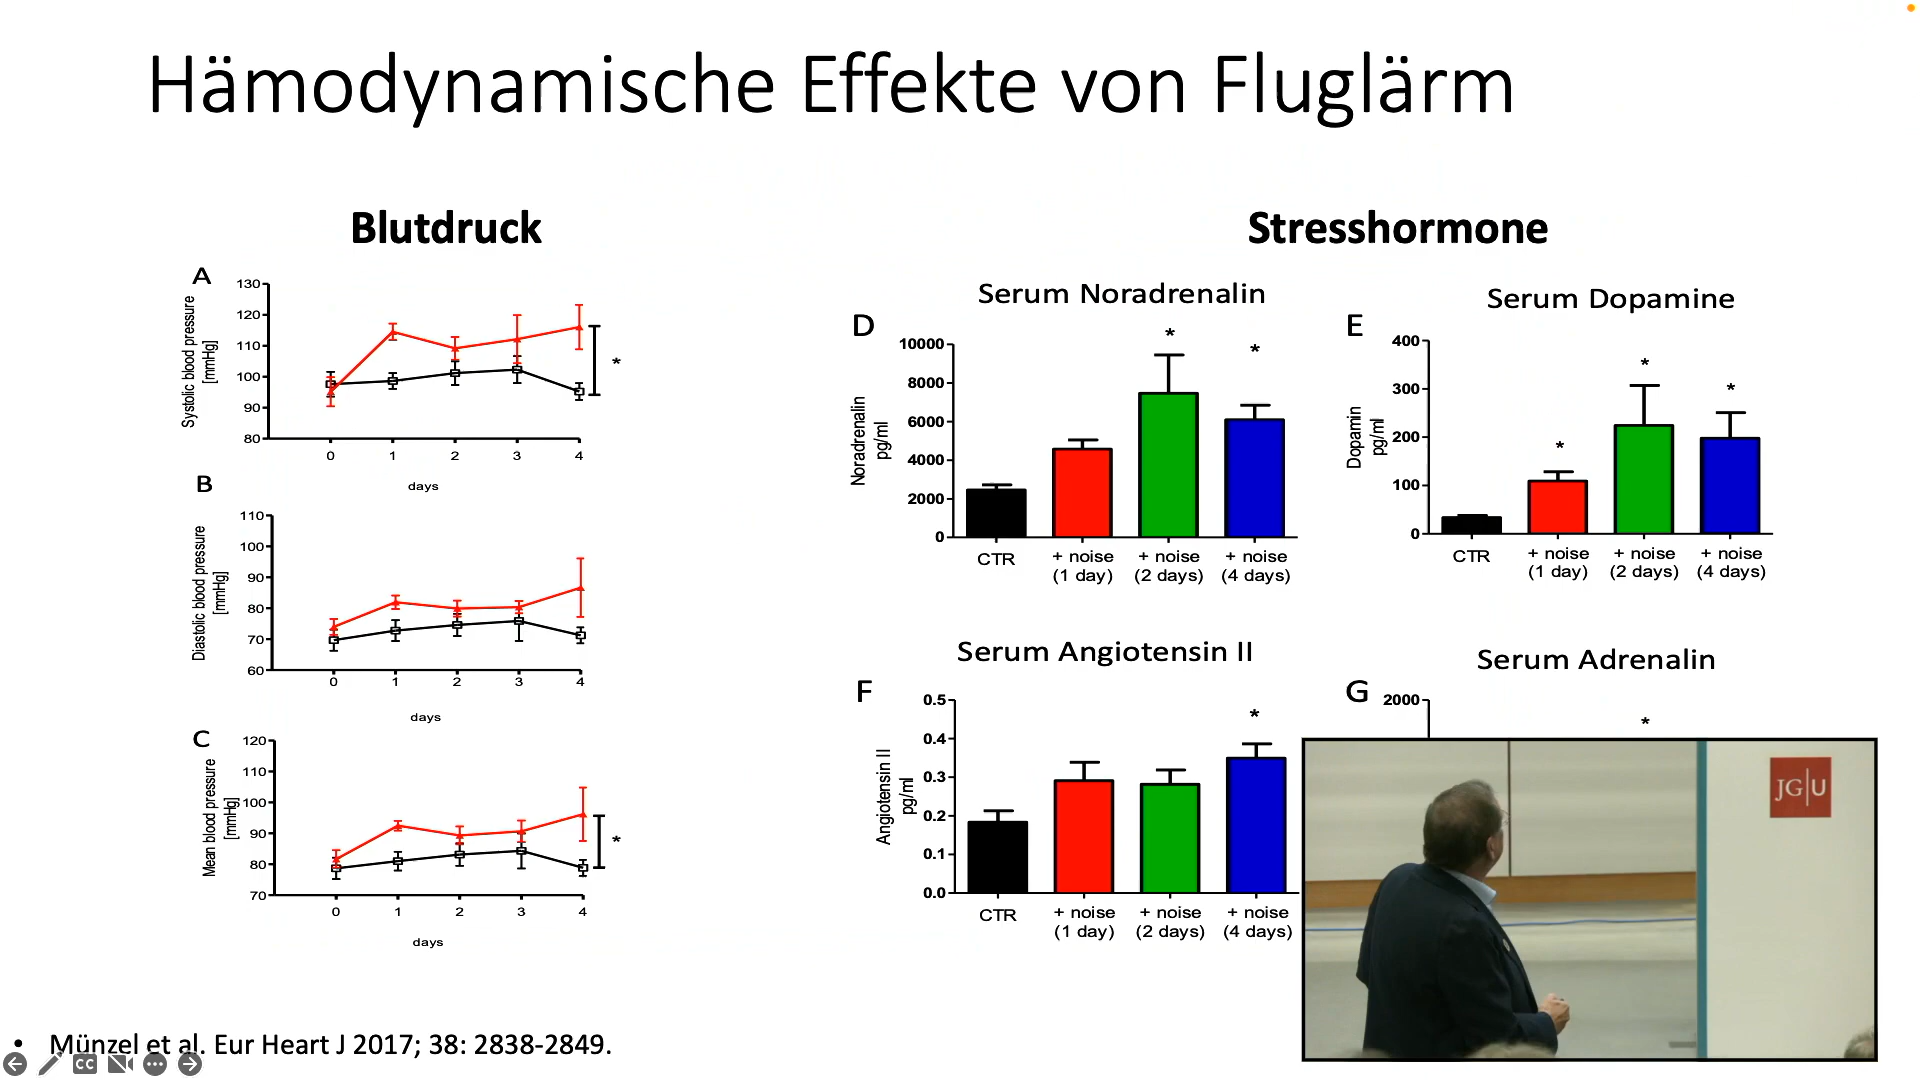 Hämodynamische Effekte von Fluglärm
Blutdruck
Stresshormone
A
130
120
110
100
90
80
Systolic blood pressure
[mmHg]
*
0 1 2 3 4
days
B
110
100
90
80
70
60
Diastolic blood pressure
[mmHg]
0 1 2 3 4
days
C
120
110
100
90
80
70
Mean blood pressure
[mmHg]
*
0 1 2 3 4
days
Serum Noradrenalin
D
10000
8000
6000
4000
2000
0
Noradrenalin
pg/ml
* *
CTR + noise + noise + noise
(1 day) (2 days) (4 days)
Serum Dopamine
E
400
300
200
100
0
Dopamin
pg/ml
* * *
CTR + noise + noise + noise
(1 day) (2 days) (4 days)
Serum Angiotensin II
F
0.5
0.4
0.3
0.2
0.1
0.0
Angiotensin II
pg/ml
*
CTR + noise + noise + noise
(1 day) (2 days) (4 days)
Serum Adrenalin
G
2000
*
JG|U
• Münzel et al. Eur Heart J 2017; 38: 2838-2849.
CC